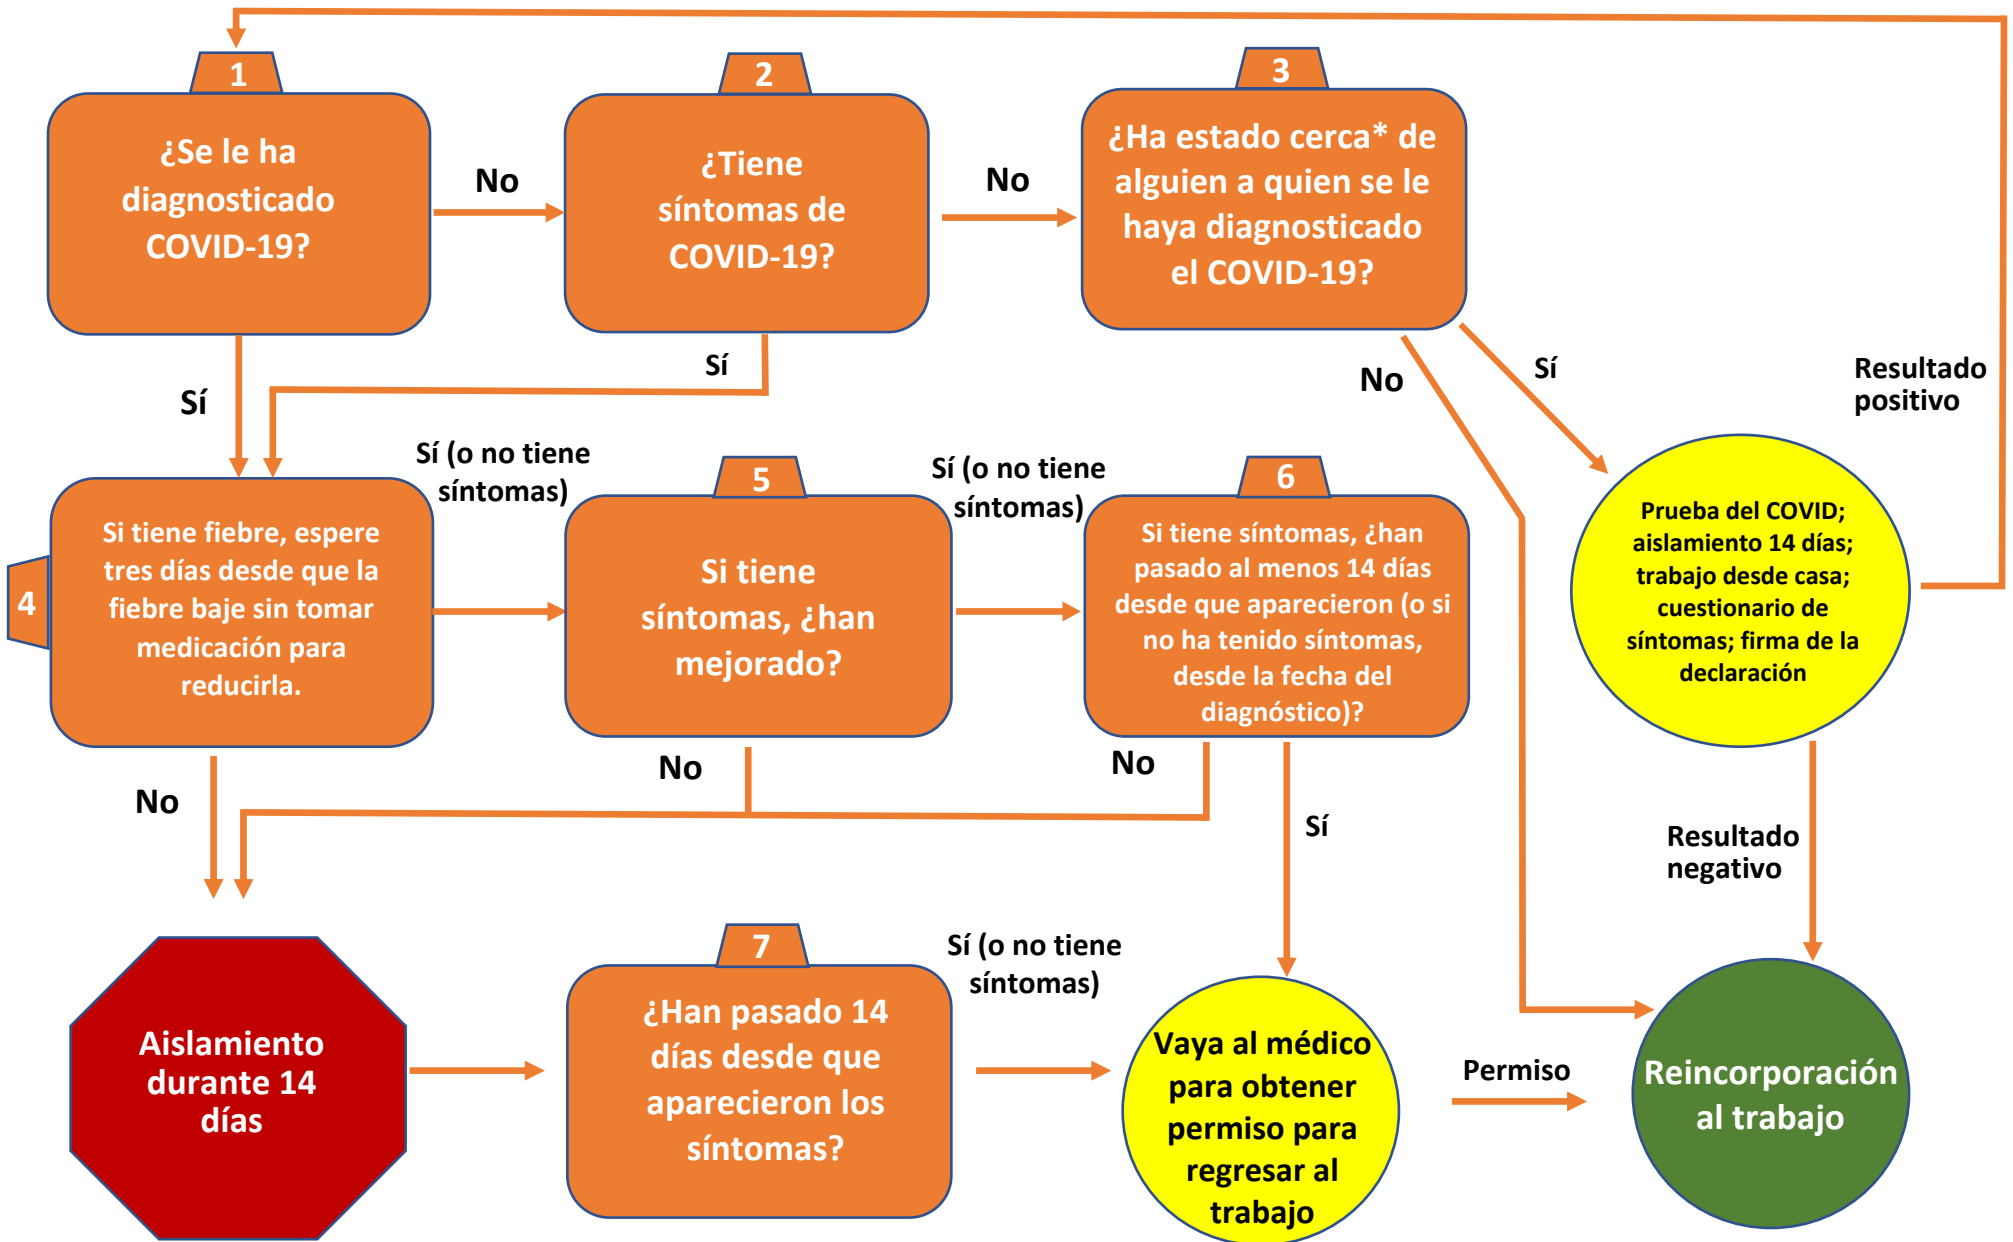 1
¿Se le ha
diagnosticado
COVID-19?
No
2
¿Tiene
síntomas de
COVID-19?
No
3
¿Ha estado cerca* de
alguien a quien se le
haya diagnosticado
el COVID-19?
Sí
Sí
No
Sí
Resultado
positivo
4
Si tiene fiebre, espere
tres días desde que la
fiebre baje sin tomar
medicación para
reducirla.
Sí (o no tiene
síntomas)
5
Si tiene
síntomas, ¿han
mejorado?
Sí (o no tiene
síntomas)
6
Si tiene síntomas, ¿han
pasado al menos 14 días
desde que aparecieron (o si
no ha tenido síntomas,
desde la fecha del
diagnóstico)?
Prueba del COVID;
aislamiento 14 días;
trabajo desde casa;
cuestionario de
síntomas; firma de la
declaración
No
No
No
Sí
Resultado
negativo
Aislamiento
durante 14
días
7
¿Han pasado 14
días desde que
aparecieron los
síntomas?
Sí (o no tiene
síntomas)
Vaya al médico
para obtener
permiso para
regresar al
trabajo
Permiso
Reincorporación
al trabajo